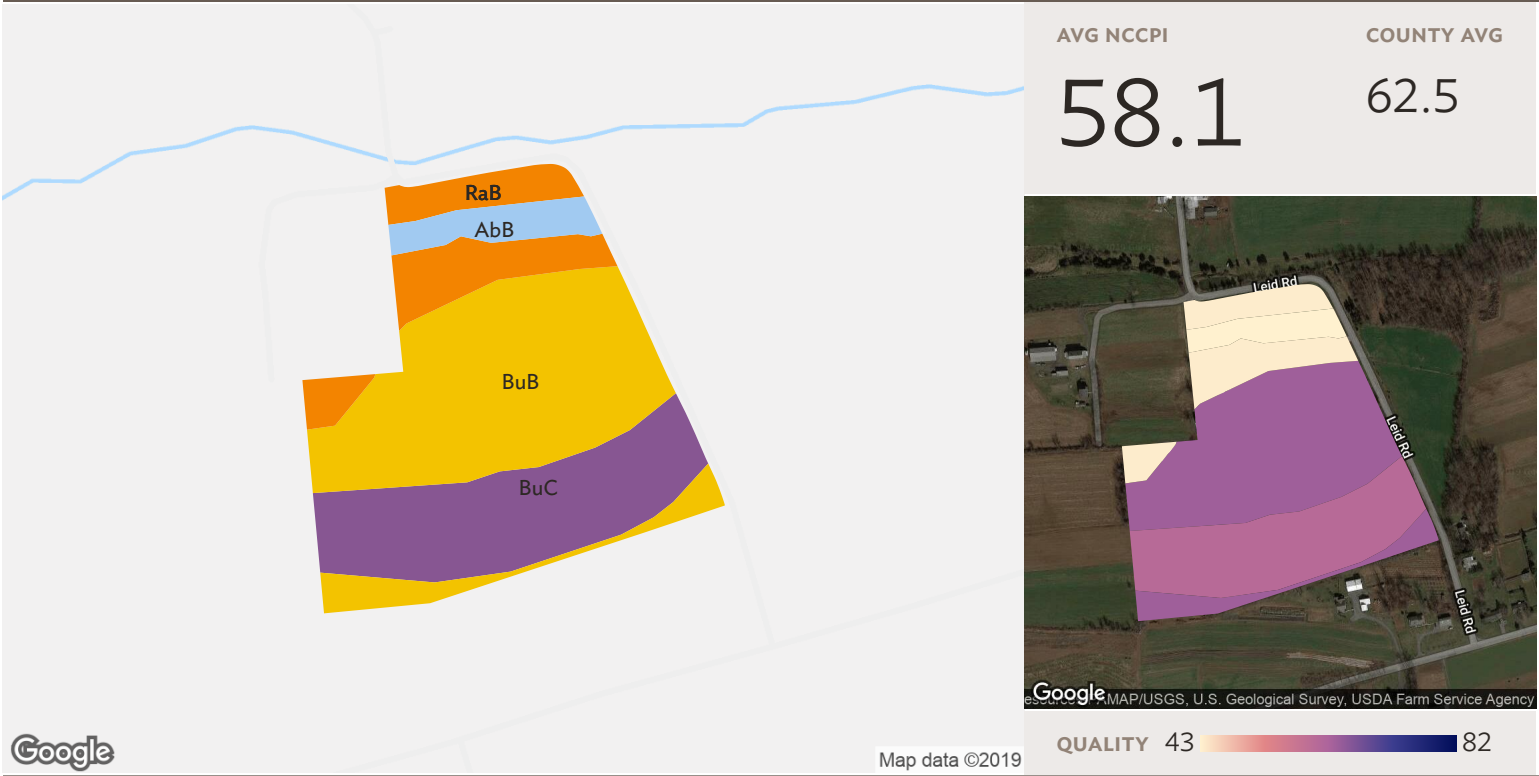 AVG NCCPI
COUNTY AVG
58.1
62.5
RaB
AbB
BuB
BuC
Google
Map data ©2019
Leid Rd
Leid Rd
Leid Rd
Google
AMAP/USGS, U.S. Geological Survey, USDA Farm Service Agency
QUALITY 43 82